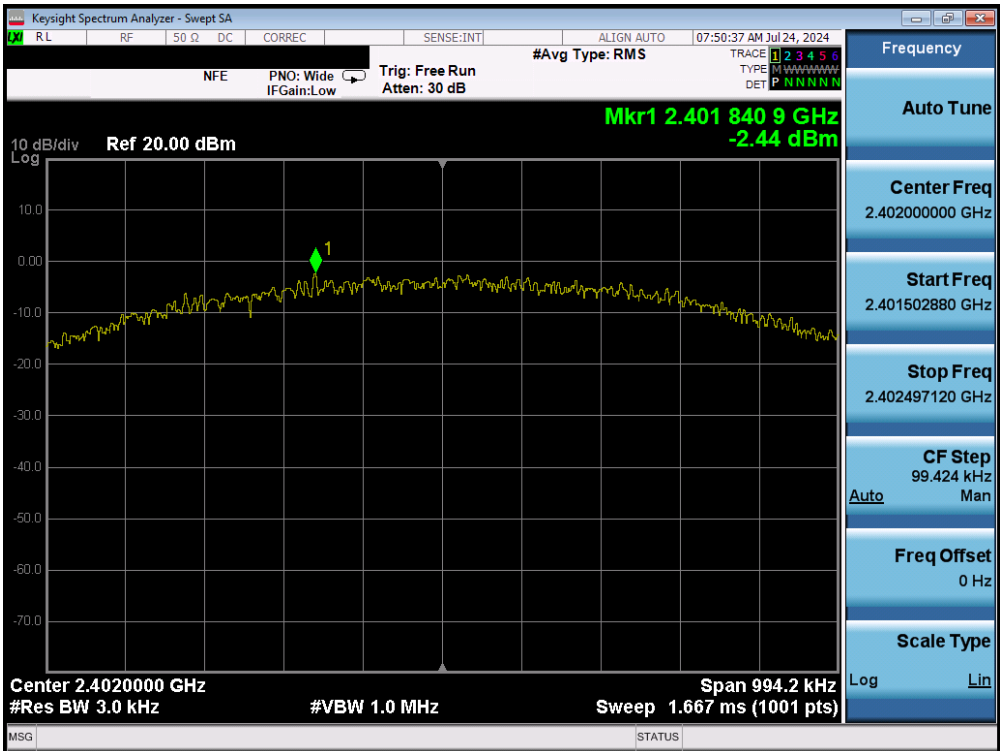 Keysight Spectrum Analyzer - Swept SA
LXI RL RF 50 Ω DC CORREC SENSE:INT ALIGN AUTO 07:50:37 AM Jul 24, 2024
NFE PNO: Wide Trig: Free Run #Avg Type: RMS TRACE 1 2 3 4 5 6
IFGain:Low Atten: 30 dB TYPE M WWWWW
DET P N N N N N
Mkr1 2.401 840 9 GHz
-2.44 dBm
10 dB/div Ref 20.00 dBm
Log
10.0
0.00
-10.0
-20.0
-30.0
-40.0
-50.0
-60.0
-70.0
1
Center 2.4020000 GHz Span 994.2 kHz
#Res BW 3.0 kHz #VBW 1.0 MHz Sweep 1.667 ms (1001 pts)
MSG STATUS
Frequency
Auto Tune
Center Freq
2.402000000 GHz
Start Freq
2.401502880 GHz
Stop Freq
2.402497120 GHz
CF Step
99.424 kHz
Auto Man
Freq Offset
0 Hz
Scale Type
Log Lin